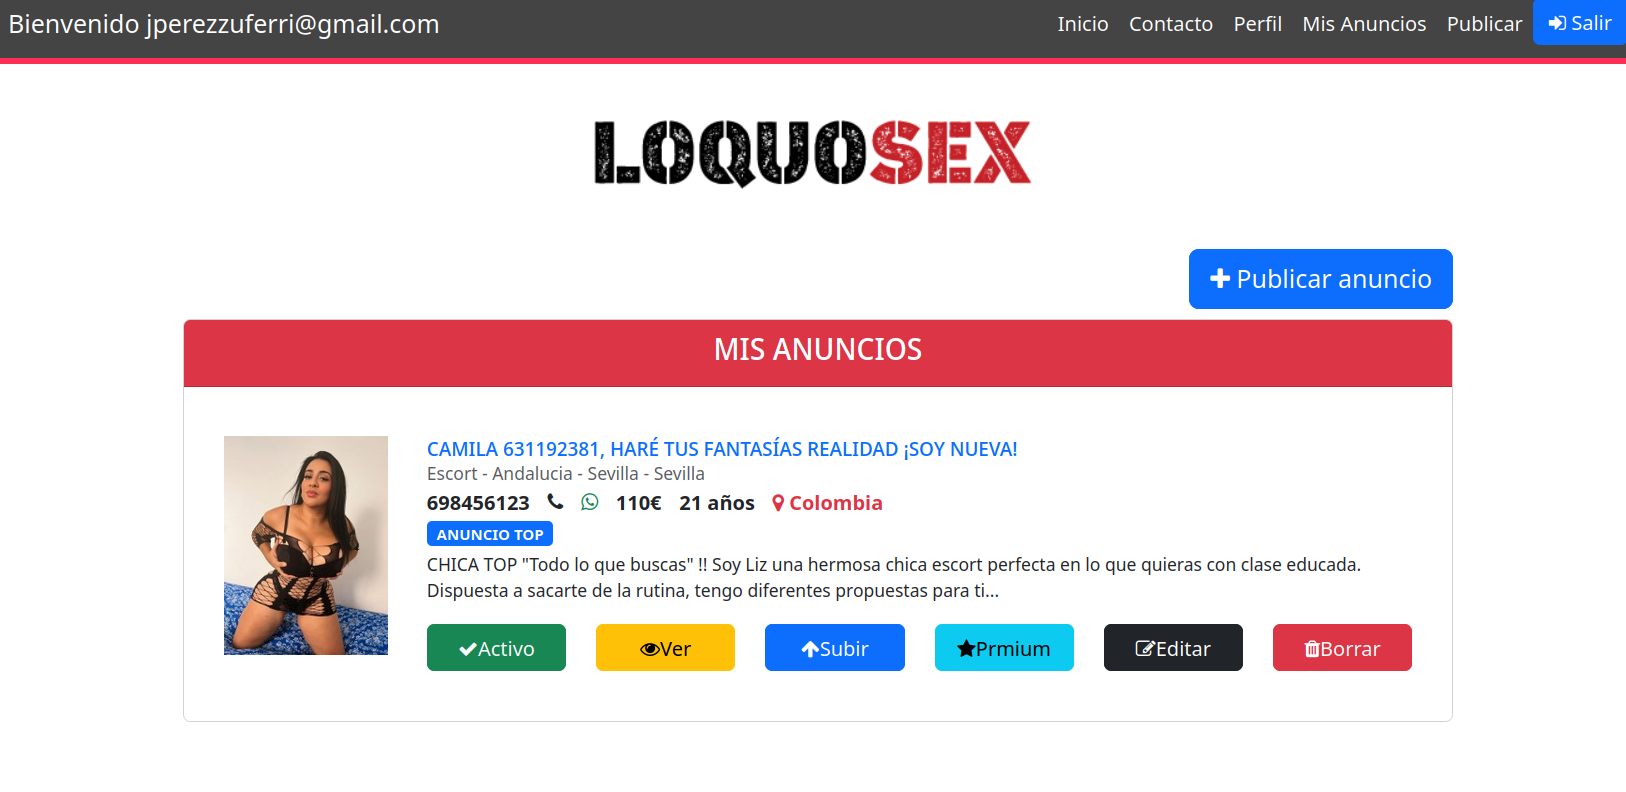 Bienvenido jperezzuferri@gmail.com
Inicio Contacto Perfil Mis Anuncios Publicar Salir
LOQUOSEX
Publicar anuncio
MIS ANUNCIOS
CAMILA 631192381, HARÉ TUS FANTASÍAS REALIDAD ¡SOY NUEVA!
Escort - Andalucia - Sevilla - Sevilla
698456123 110€ 21 años Colombia
ANUNCIO TOP
CHICA TOP "Todo lo que buscas" !! Soy Liz una hermosa chica escort perfecta en lo que quieras con clase educada.
Dispuesta a sacarte de la rutina, tengo diferentes propuestas para ti...
Activo Ver Subir Prmium Editar Borrar